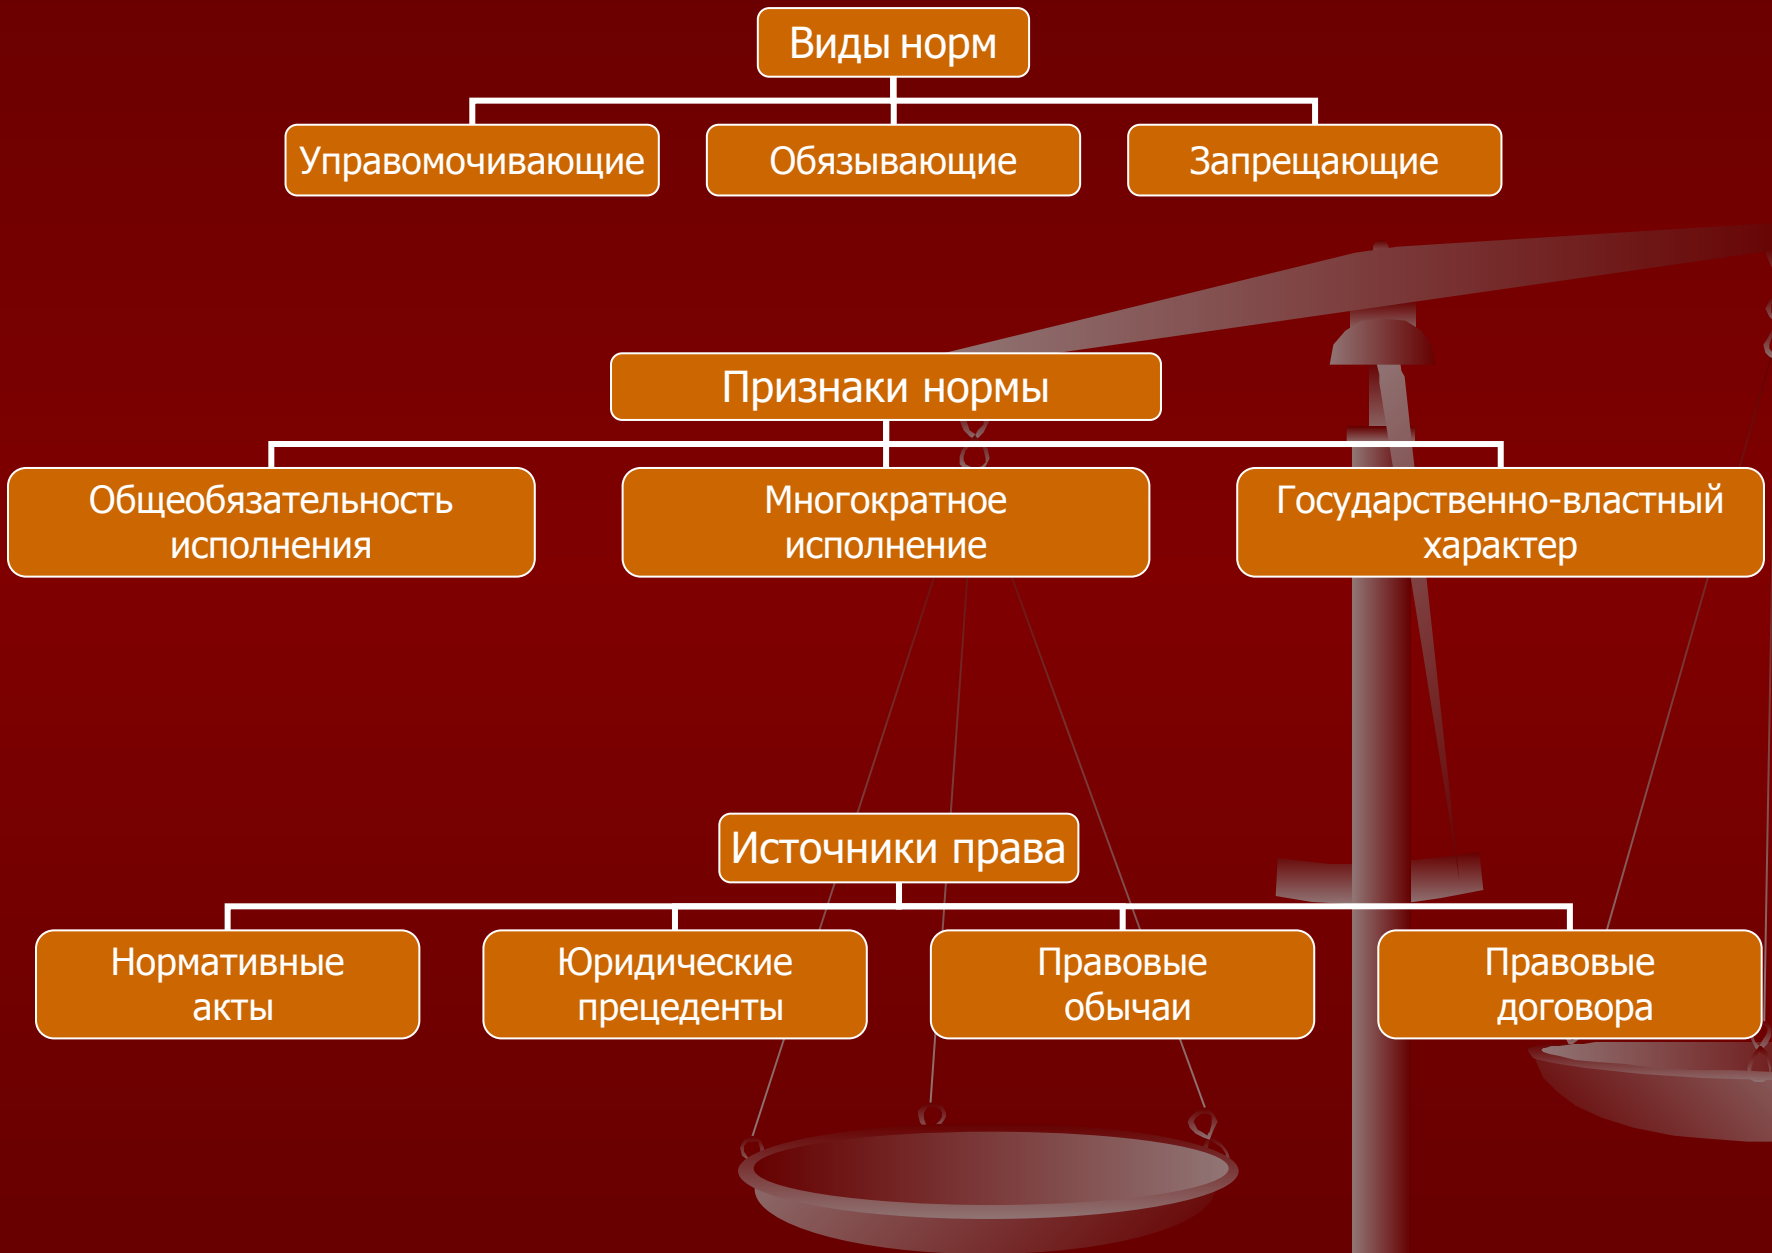 Виды норм
Управомочивающие
Обязывающие
Запрещающие
Признаки нормы
Общеобязательность
исполнения
Многократное
исполнение
Государственно-властный
характер
Источники права
Нормативные
акты
Юридические
прецеденты
Правовые
обычаи
Правовые
договора